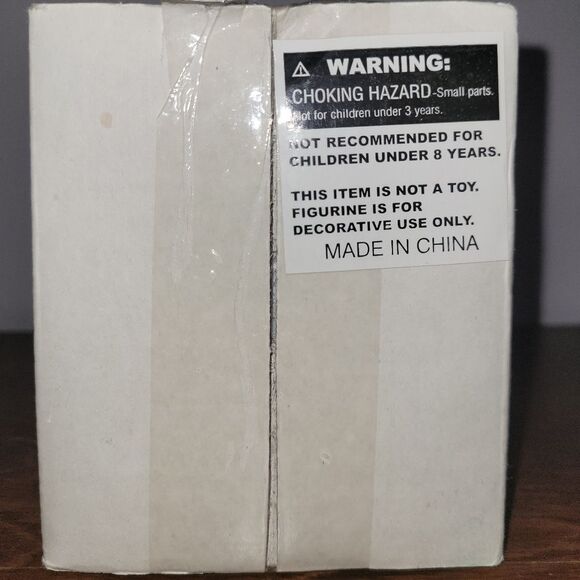 WARNING:
CHOKING HAZARD-Small parts.
Not for children under 3 years.
NOT RECOMMENDED FOR
CHILDREN UNDER 8 YEARS.
THIS ITEM IS NOT A TOY.
FIGURINE IS FOR
DECORATIVE USE ONLY.
MADE IN CHINA